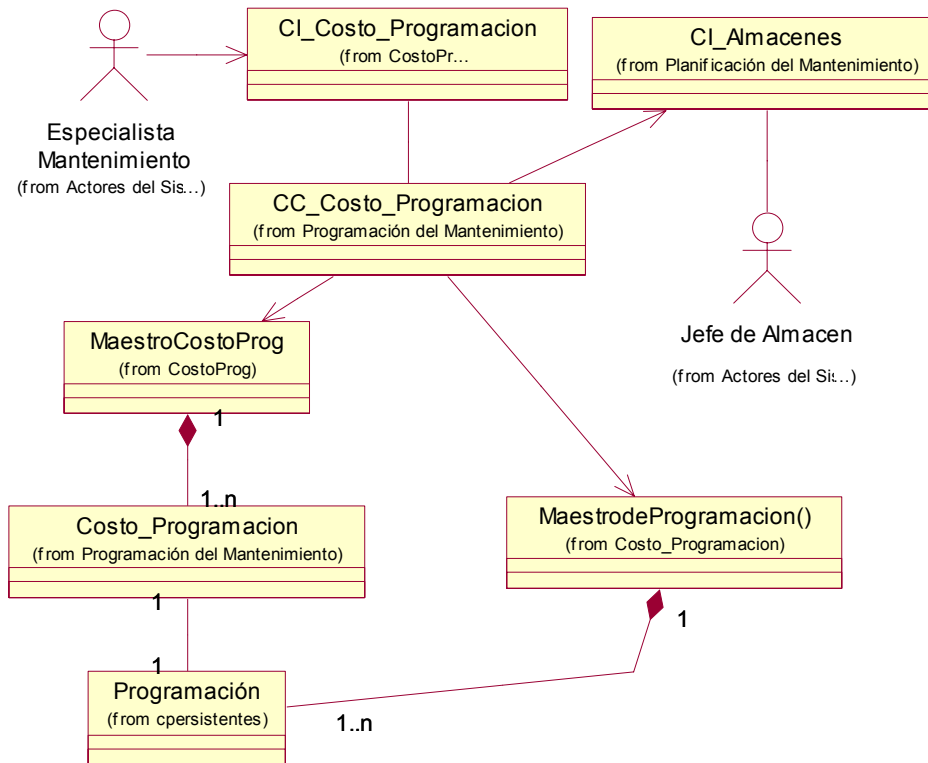 CI_Costo_Programacion
(from CostoPr...
CI_Almacenes
(from Planificación del Mantenimiento)
Especialista
Mantenimiento
(from Actores del Sis...)
CC_Costo_Programacion
(from Programación del Mantenimiento)
Jefe de Almacen
(from Actores del Sis...)
MaestroCostoProg
(from CostoProg)
1
1..n
Costo_Programacion
(from Programación del Mantenimiento)
MaestrodeProgramacion()
(from Costo_Programacion)
1
1
1
Programación
(from cpersistentes)
1..n